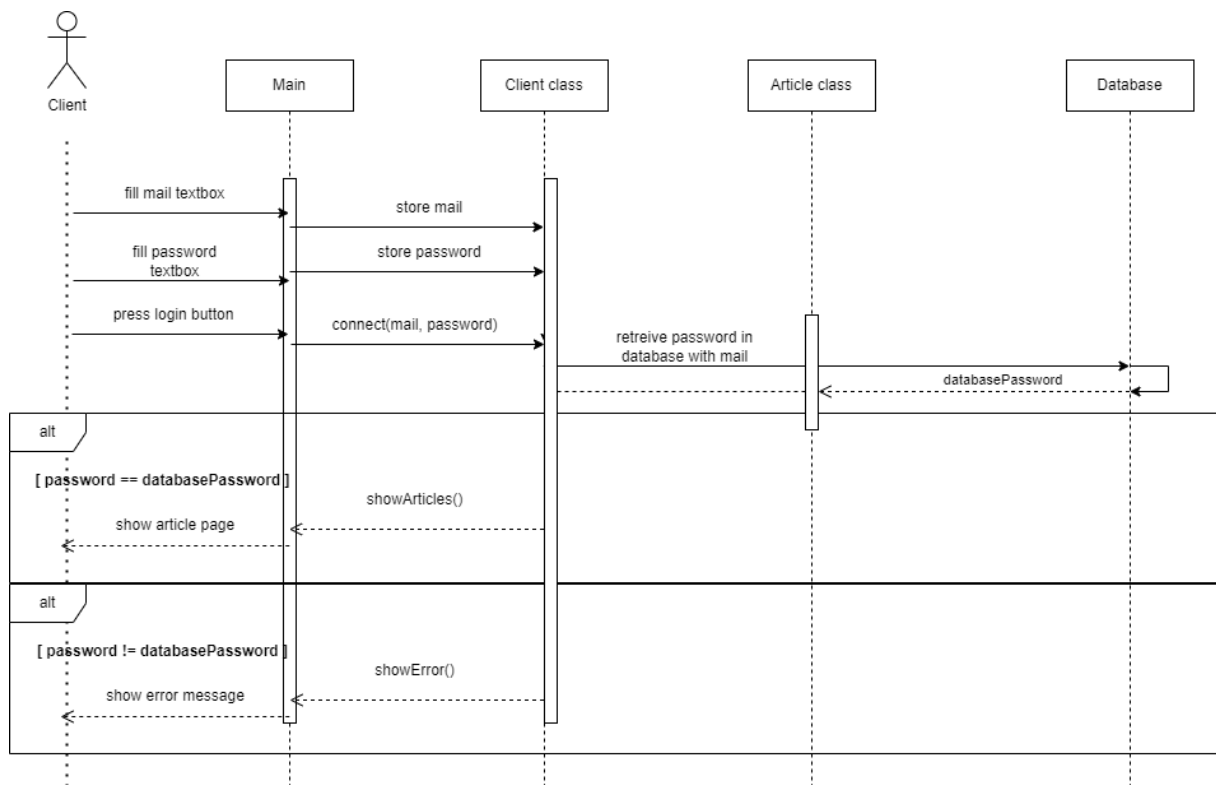 Client
Main
Client class
Article class
Database
fill mail textbox
store mail
fill password
textbox
store password
press login button
connect(mail, password)
retreive password in
database with mail
databasePassword
alt
[ password == databasePassword ]
showArticles()
show article page
alt
[ password != databasePassword ]
showError()
show error message